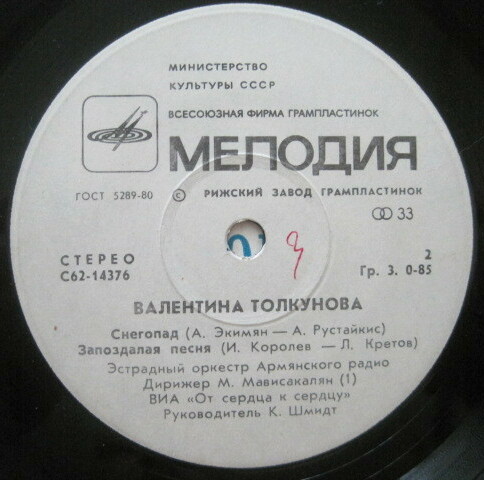 МИНИСТЕРСТВО
КУЛЬТУРЫ СССР
ВСЕСОЮЗНАЯ ФИРМА ГРАМПЛАСТИНОК
МЕЛОДИЯ
ГОСТ 5289-80 © РИЖСКИЙ ЗАВОД ГРАМПЛАСТИНОК
33
СТЕРЕО 2
С62-14376 Гр. 3. 0-85
ВАЛЕНТИНА ТОЛКУНОВА
Снегопад (А. Экимян — А. Рустайкис)
Запоздалая песня (И. Королев — Л. Кретов)
Эстрадный оркестр Армянского радио
Дирижер М. Мависакалян (1)
ВИА «От сердца к сердцу»
Руководитель К. Шмидт